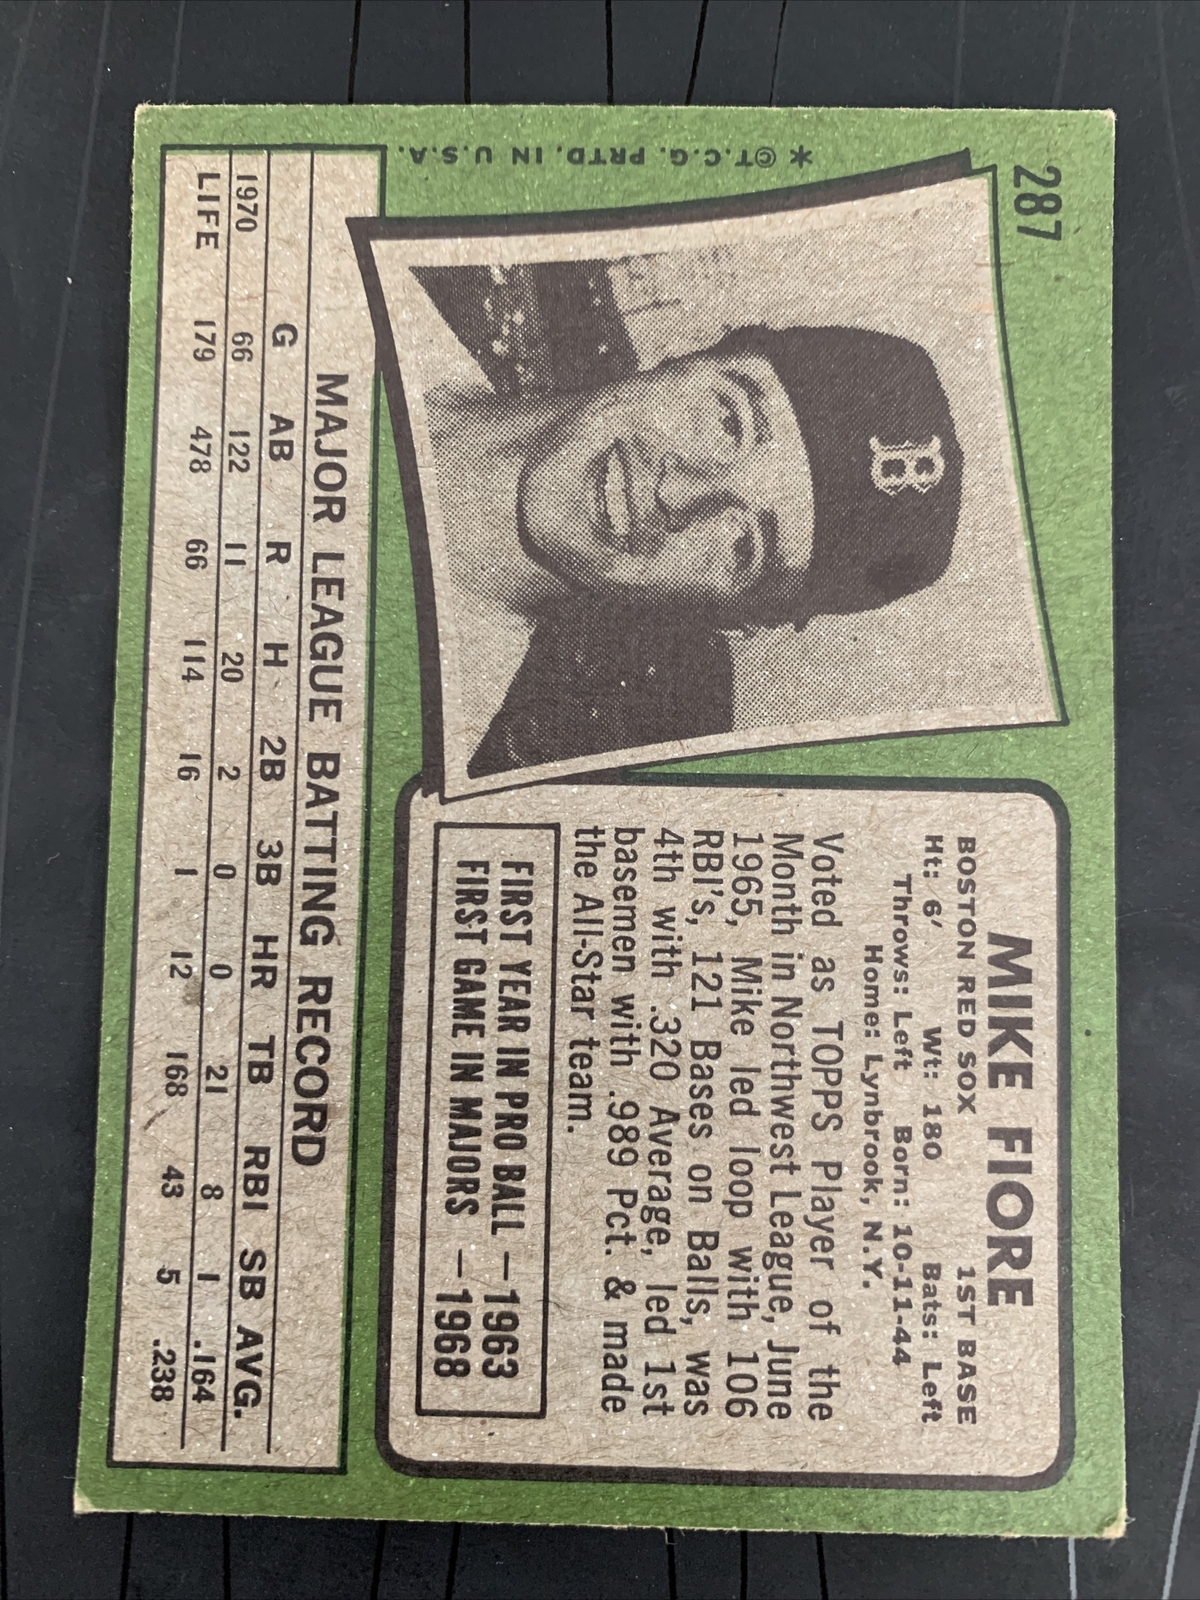 287
MIKE FIORE
BOSTON RED SOX 1ST BASE
Ht: 6' Wt: 180 Bats: Left
Throws: Left Born: 10-11-44
Home: Lynbrook, N.Y.
Voted as TOPPS Player of the
Month in Northwest League, June
1965, Mike led loop with 106
RBI's, 121 Bases on Balls, was
4th with .320 Average, led 1st
basemen with .989 Pct. & made
the All-Star team.
FIRST YEAR IN PRO BALL — 1963
FIRST GAME IN MAJORS — 1968
B
*©T.C.G. PRTD. IN U.S.A.
MAJOR LEAGUE BATTING RECORD
G AB R H 2B 3B HR TB RBI SB AVG.
1970 66 122 11 20 2 0 0 21 8 1 .164
LIFE 179 478 66 114 16 1 12 168 43 5 .238